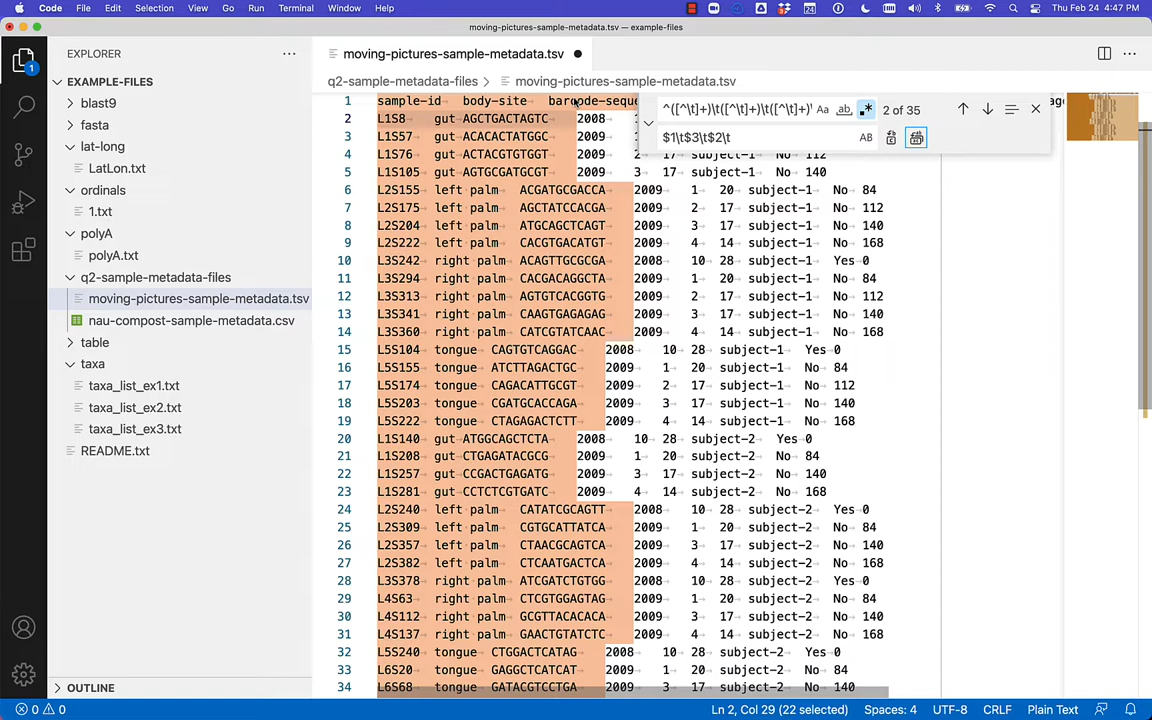 Code File Edit Selection View Go Run Terminal Window Help Thu Feb 24 4:47 PM
moving-pictures-sample-metadata.tsv — example-files
EXPLORER
EXAMPLE-FILES
blast9
fasta
lat-long
LatLon.txt
ordinals
1.txt
polyA
polyA.txt
q2-sample-metadata-files
moving-pictures-sample-metadata.tsv
nau-compost-sample-metadata.csv
table
taxa
taxa_list_ex1.txt
taxa_list_ex2.txt
taxa_list_ex3.txt
README.txt
OUTLINE
1
moving-pictures-sample-metadata.tsv
q2-sample-metadata-files > moving-pictures-sample-metadata.tsv
^([^\t]+)\t([^\t]+)\t([^\t]+)\ Aa ab 2 of 35
$1\t$3\t$2\t AB
1 sample-id body-site barcode-seque
2 L1S8 gut AGCTGACTAGTC 2008
3 L1S57 gut ACACACTATGGC 2009
4 L1S76 gut ACTACGTGTGGT 2009 2 17 subject-1 No 112
5 L1S105 gut AGTGCGATGCGT 2009 3 17 subject-1 No 140
6 L2S155 left palm ACGATGCGACCA 2009 1 20 subject-1 No 84
7 L2S175 left palm AGCTATCCACGA 2009 2 17 subject-1 No 112
8 L2S204 left palm ATGCAGCTCAGT 2009 3 17 subject-1 No 140
9 L2S222 left palm CACGTGACATGT 2009 4 14 subject-1 No 168
10 L3S242 right palm ACAGTTGCGCGA 2008 10 28 subject-1 Yes 0
11 L3S294 right palm CACGACAGGCTA 2009 1 20 subject-1 No 84
12 L3S313 right palm AGTGTCACGGTG 2009 2 17 subject-1 No 112
13 L3S341 right palm CAAGTGAGAGAG 2009 3 17 subject-1 No 140
14 L3S360 right palm CATCGTATCAAC 2009 4 14 subject-1 No 168
15 L5S104 tongue CAGTGTCAGGAC 2008 10 28 subject-1 Yes 0
16 L5S155 tongue ATCTTAGACTGC 2009 1 20 subject-1 No 84
17 L5S174 tongue CAGACATTGCGT 2009 2 17 subject-1 No 112
18 L5S203 tongue CGATGCACCAGA 2009 3 17 subject-1 No 140
19 L5S222 tongue CTAGAGACTCTT 2009 4 14 subject-1 No 168
20 L1S140 gut ATGGCAGCTCTA 2008 10 28 subject-2 Yes 0
21 L1S208 gut CTGAGATACGCG 2009 1 20 subject-2 No 84
22 L1S257 gut CCGACTGAGATG 2009 3 17 subject-2 No 140
23 L1S281 gut CCTCTCGTGATC 2009 4 14 subject-2 No 168
24 L2S240 left palm CATATCGCAGTT 2008 10 28 subject-2 Yes 0
25 L2S309 left palm CGTGCATTATCA 2009 1 20 subject-2 No 84
26 L2S357 left palm CTAACGCAGTCA 2009 3 17 subject-2 No 140
27 L2S382 left palm CTCAATGACTCA 2009 4 14 subject-2 No 168
28 L3S378 right palm ATCGATCTGTGG 2008 10 28 subject-2 Yes 0
29 L4S63 right palm CTCGTGGAGTAG 2009 1 20 subject-2 No 84
30 L4S112 right palm GCGTTACACACA 2009 3 17 subject-2 No 140
31 L4S137 right palm GAACTGTATCTC 2009 4 14 subject-2 No 168
32 L5S240 tongue CTGGACTCATAG 2008 10 28 subject-2 Yes 0
33 L6S20 tongue GAGGCTCATCAT 2009 1 20 subject-2 No 84
34 L6S68 tongue GATACGTCCTGA 2009 3 17 subject-2 No 140
0 0 Ln 2, Col 29 (22 selected) Spaces: 4 UTF-8 CRLF Plain Text